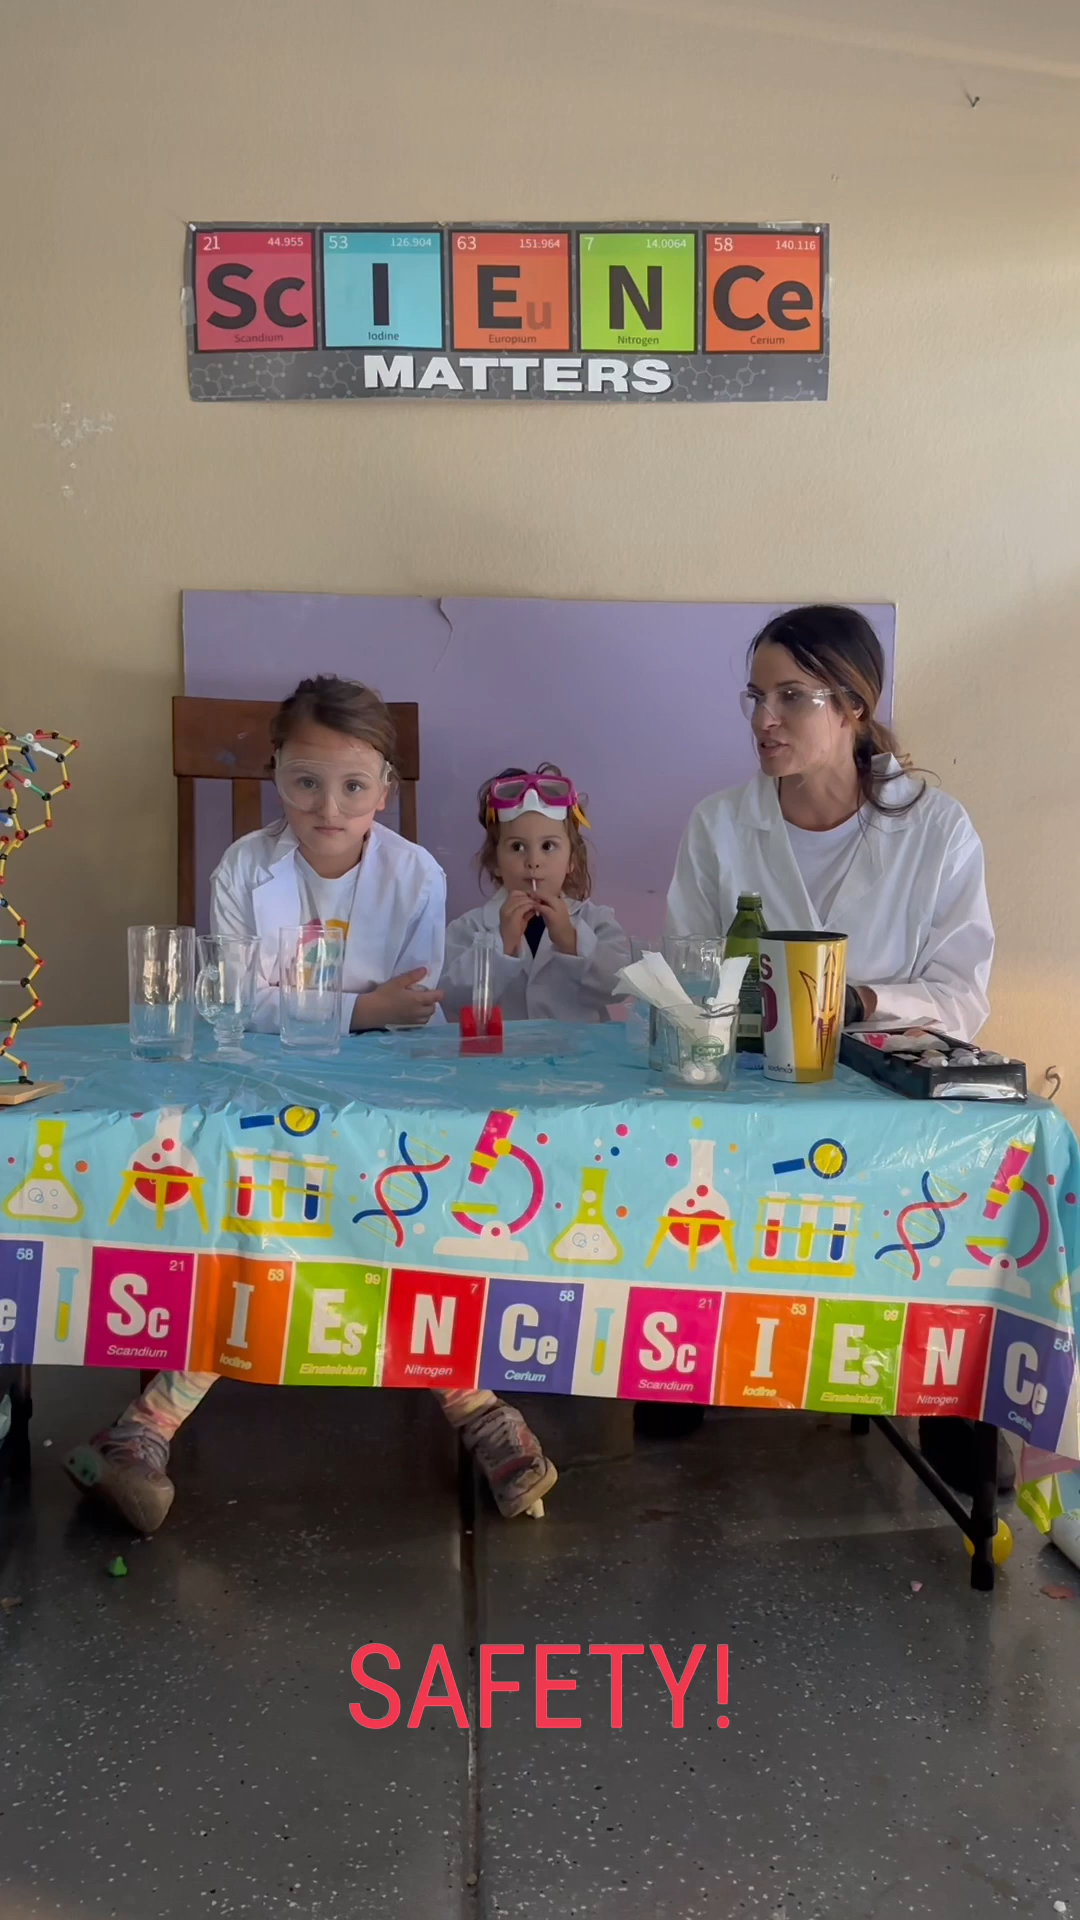 21 44.955 53 126.904 63 151.964 7 14.0064 58 140.116
Sc I Eu N Ce
Scandium Iodine Europium Nitrogen Cerium
MATTERS
S
58 21 53 99 7 58 21 53 99 7 58
e Sc I Es N Ce Sc I Es N Ce
Scandium Iodine Einsteinium Nitrogen Cerium Scandium Iodine Einsteinium Nitrogen
SAFETY!